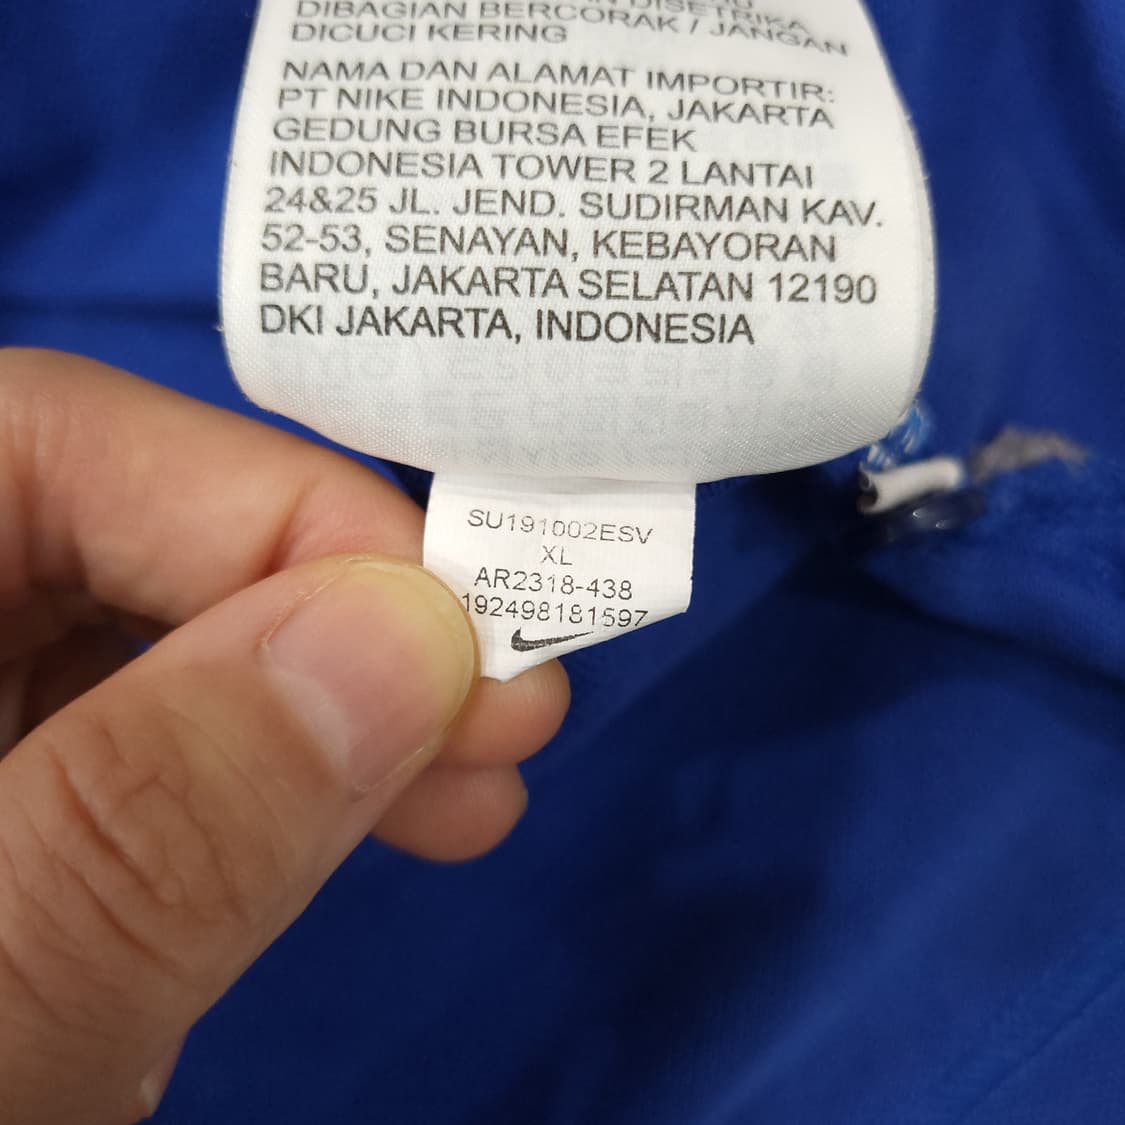 DISETRIKA
DIBAGIAN BERCORAK / JANGAN
DICUCI KERING
NAMA DAN ALAMAT IMPORTIR:
PT NIKE INDONESIA, JAKARTA
GEDUNG BURSA EFEK
INDONESIA TOWER 2 LANTAI
24&25 JL. JEND. SUDIRMAN KAV.
52-53, SENAYAN, KEBAYORAN
BARU, JAKARTA SELATAN 12190
DKI JAKARTA, INDONESIA
SU191002ESV
XL
AR2318-438
192498181597